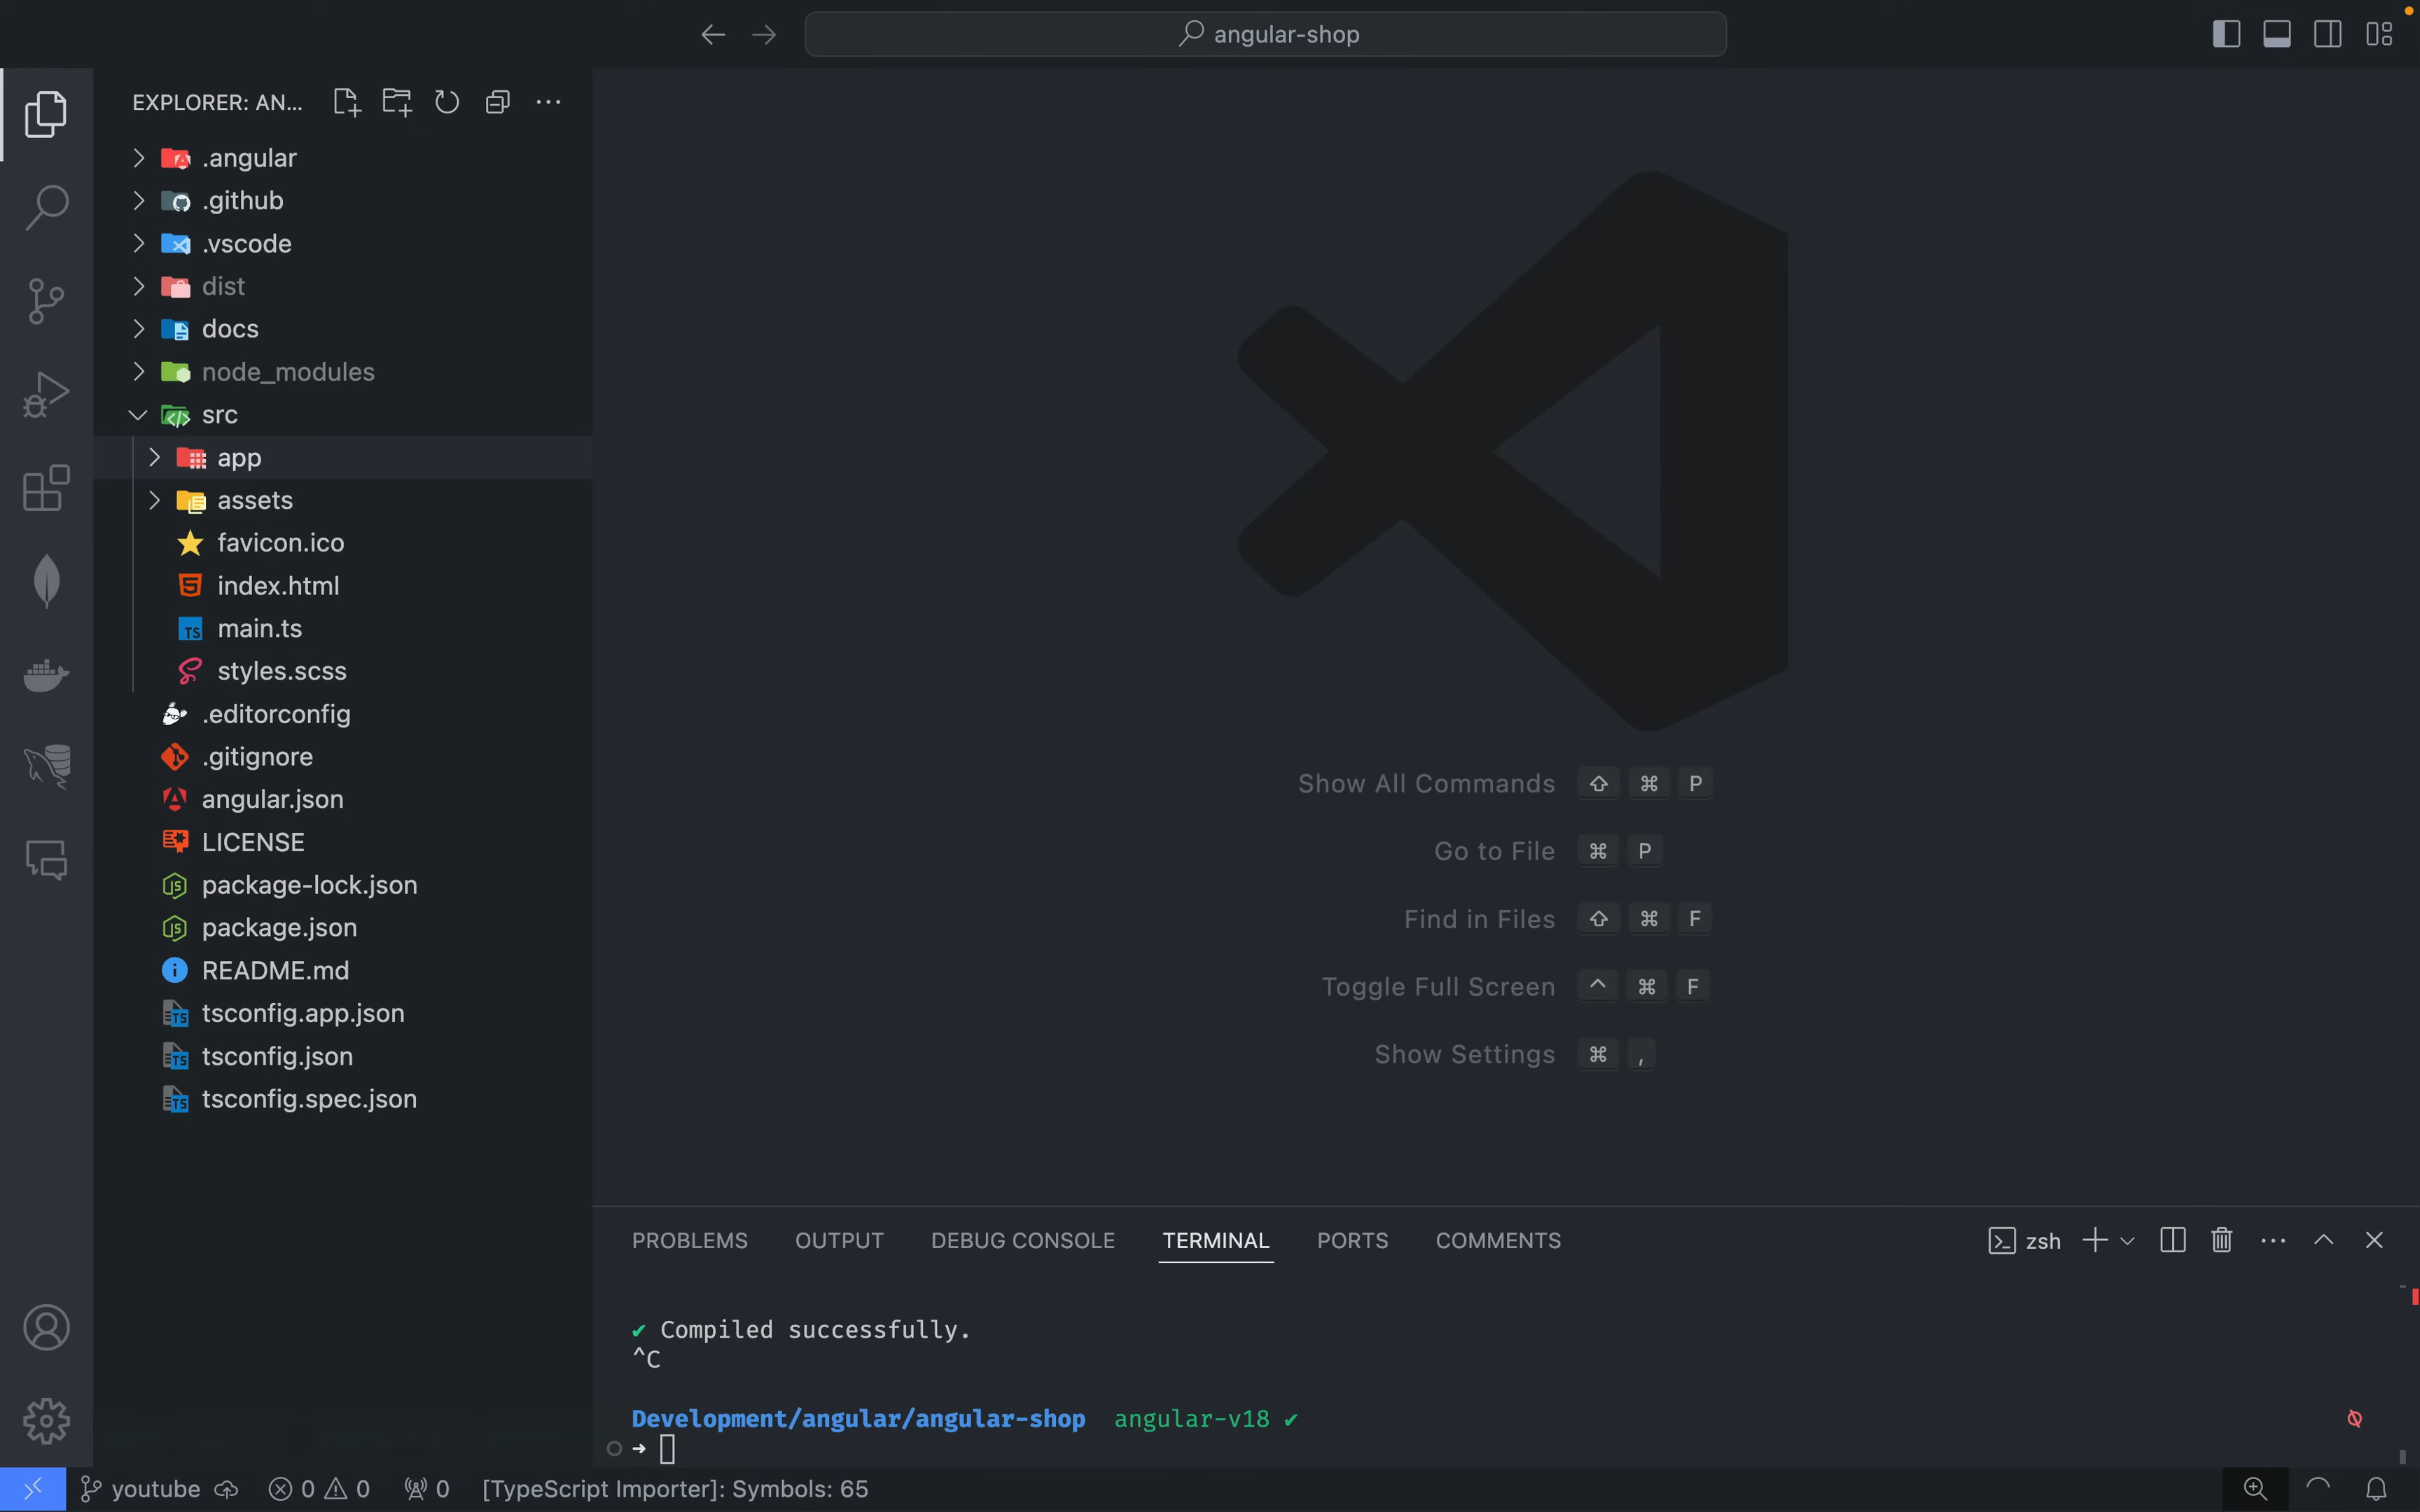 angular-shop
EXPLORER: AN...
.angular
.github
.vscode
dist
docs
node_modules
src
app
assets
favicon.ico
index.html
TS main.ts
styles.scss
.editorconfig
.gitignore
angular.json
LICENSE
package-lock.json
package.json
README.md
tsconfig.app.json
tsconfig.json
tsconfig.spec.json
Show All Commands ⇧ ⌘ P
Go to File ⌘ P
Find in Files ⇧ ⌘ F
Toggle Full Screen ^ ⌘ F
Show Settings ⌘ ,
PROBLEMS OUTPUT DEBUG CONSOLE TERMINAL PORTS COMMENTS zsh
✔ Compiled successfully.
^C
Development/angular/angular-shop angular-v18 ✔
➜
youtube 0 0 0 [TypeScript Importer]: Symbols: 65